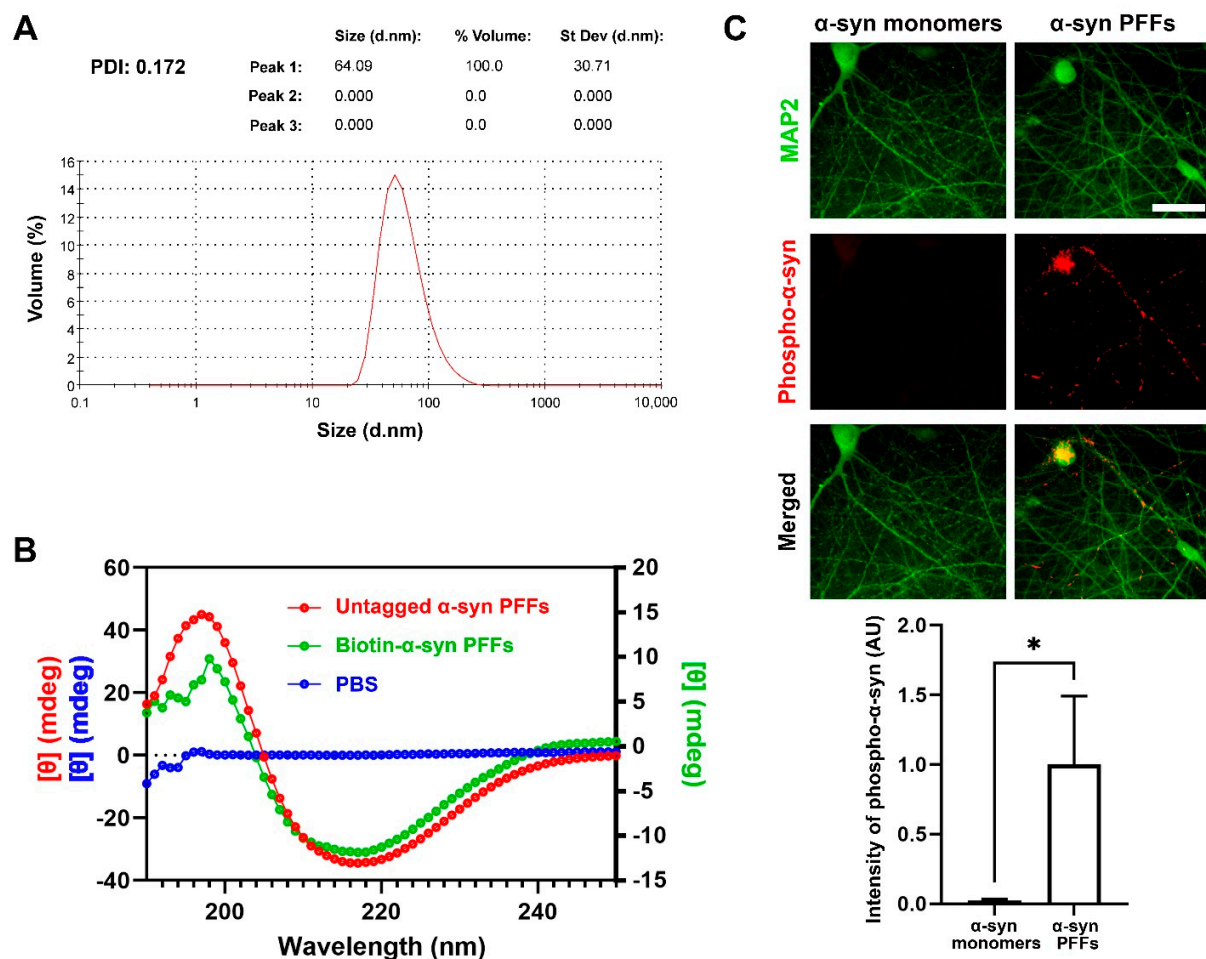 A
PDI: 0.172
Size (d.nm): % Volume: St Dev (d.nm):
Peak 1: 64.09 100.0 30.71
Peak 2: 0.000 0.0 0.000
Peak 3: 0.000 0.0 0.000
Volume (%)
16
14
12
10
8
6
4
2
0
0.1 1 10 100 1000 10,000
Size (d.nm)
B
[θ] (mdeg)
[θ] (mdeg)
60
40
20
0
-20
-40
Untagged α-syn PFFs
Biotin-α-syn PFFs
PBS
20
15
10
5
0
-5
-10
-15
[θ] (mdeg)
200 220 240
Wavelength (nm)
C
α-syn monomers α-syn PFFs
MAP2
Phospho-α-syn
Merged
Intensity of phospho-α-syn (AU)
2.0
1.5
1.0
0.5
0.0
*
α-syn monomers
α-syn PFFs